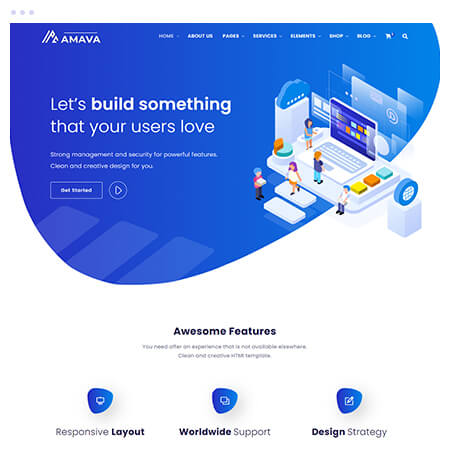 AMAVA
HOME ABOUT US PAGES SERVICES ELEMENTS SHOP BLOG
Let's build something
that your users love
Strong management and security for powerful features.
Clean and creative design for you.
Get Started
Awesome Features
You need offer an experience that is not available elsewhere.
Clean and creative HTMl template.
Responsive Layout
Worldwide Support
Design Strategy